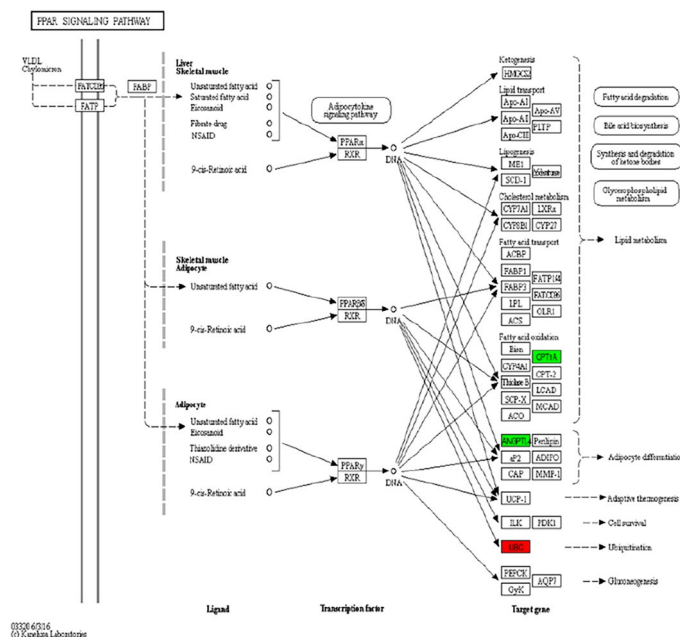 PPAR SIGNALING PATHWAY
VLDL
Chylomicron
FATCD36
FATP
FABP
Liver
Skeletal muscle
Unsaturated fatty acid
Saturated fatty acid
Eicosanoid
Fibrate drug
NSAID
9-cis-Retinoic acid
Adipocytokine
signaling pathway
PPARα
RXR
DNA
Skeletal muscle
Adipocyte
Unsaturated fatty acid
9-cis-Retinoic acid
PPARβδ
RXR
DNA
Adipocyte
Unsaturated fatty acid
Eicosanoid
Thiazolidine derivative
NSAID
9-cis-Retinoic acid
PPARγ
RXR
DNA
Ketogenesis
HMGCS2
Lipid transport
Apo-AI
Apo-AII
Apo-CIII
Apo-AV
PLTP
Lipogenesis
ME1
SCD-1
Cholesterol metabolism
CYP7A1
LXRα
CYP8B1
CYP27
Fatty acid transport
ACBP
FABP1
FABP3
LPL
ACS
FATP1/4
FATCD36
OLR1
Fatty acid oxidation
Bien
CYP4A1
Thiolase B
SCP-X
ACO
CPT1A
CPT-2
LCAD
MCAD
ANGPTL4
Perilipin
aP2
ADIPO
CAP
MMP-1
UCP-1
ILK
PDK1
UBC
PEPCK
GyK
AQP7
Fatty acid degradation
Bile acid biosynthesis
Synthesis and degradation
of ketone bodies
Glycerophospholipid
metabolism
Lipid metabolism
Adipocyte differentiation
Adaptive thermogenesis
Cell survival
Ubiquitination
Gluconeogenesis
Ligand
Transcription factor
Target gene
03320 6/3/16
(c) Kanehisa Laboratories